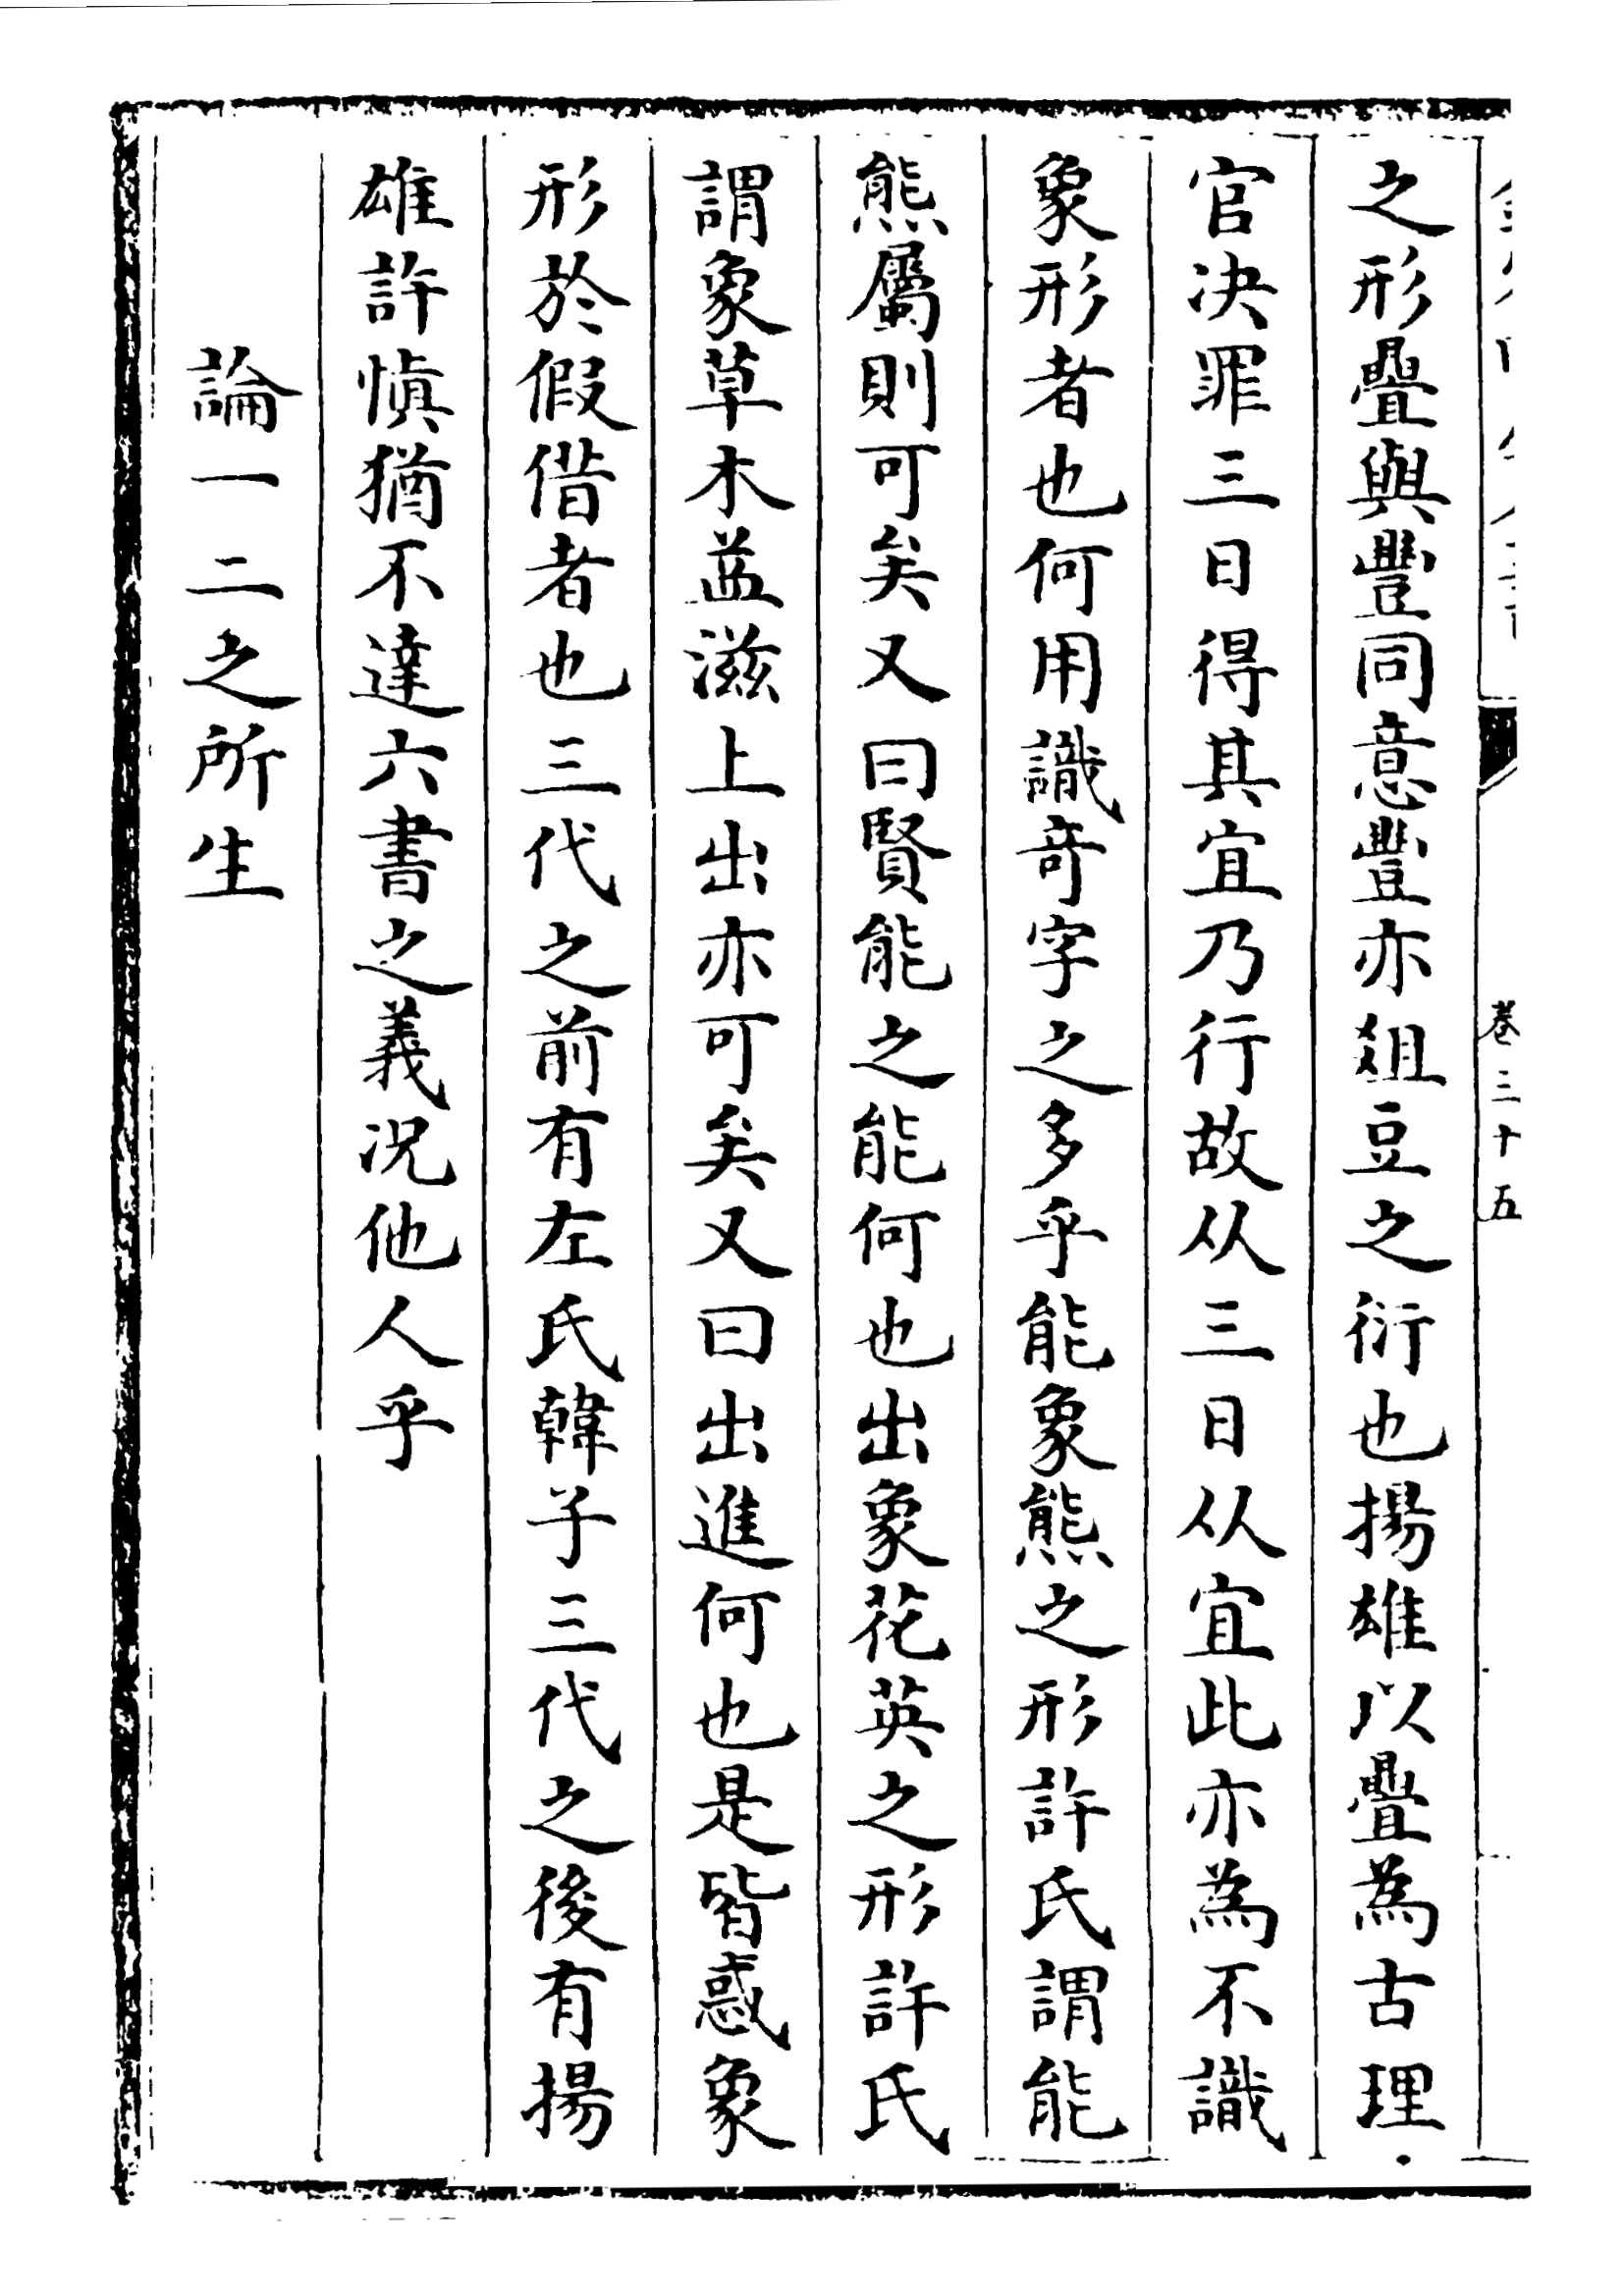 之形疊與豐同意豐亦爼豆之衍也揚雄以疊為古理
官决罪三日得其宜乃行故从三日从宜此亦為不識
象形者也何用識竒字之多乎能象熊之形許氏謂能
熊屬則可矣又曰賢能之能何也出象花英之形許氏
謂象草木益滋上出亦可矣又曰出進何也是皆惑象
形於假借者也三代之前有左氏韓子三代之後有揚
雄許慎猶不達六書之義况他人乎
論一二之所生
卷三十五